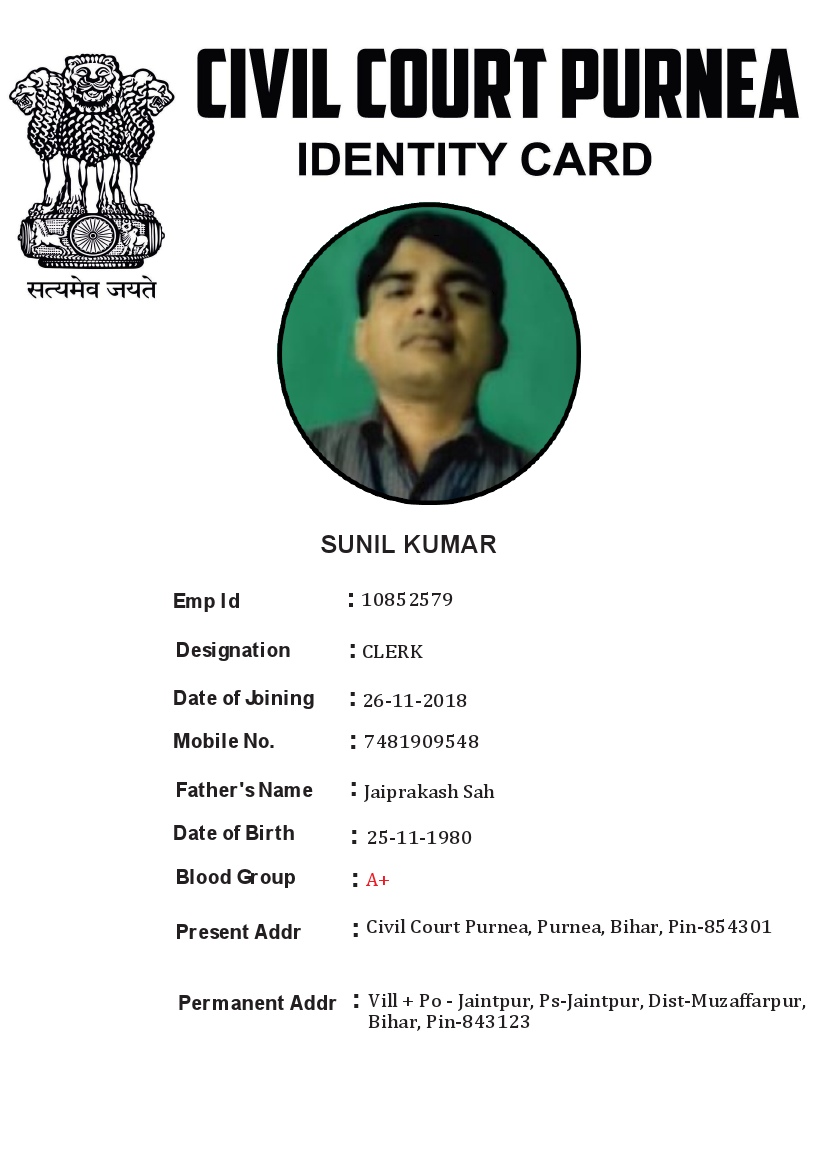 CIVIL COURT PURNEA
IDENTITY CARD
सत्यमेव जयते
SUNIL KUMAR
Emp Id : 10852579
Designation : CLERK
Date of Joining : 26-11-2018
Mobile No. : 7481909548
Father's Name : Jaiprakash Sah
Date of Birth : 25-11-1980
Blood Group : A+
Present Addr : Civil Court Purnea, Purnea, Bihar, Pin-854301
Permanent Addr : Vill + Po - Jaintpur, Ps-Jaintpur, Dist-Muzaffarpur,
Bihar, Pin-843123